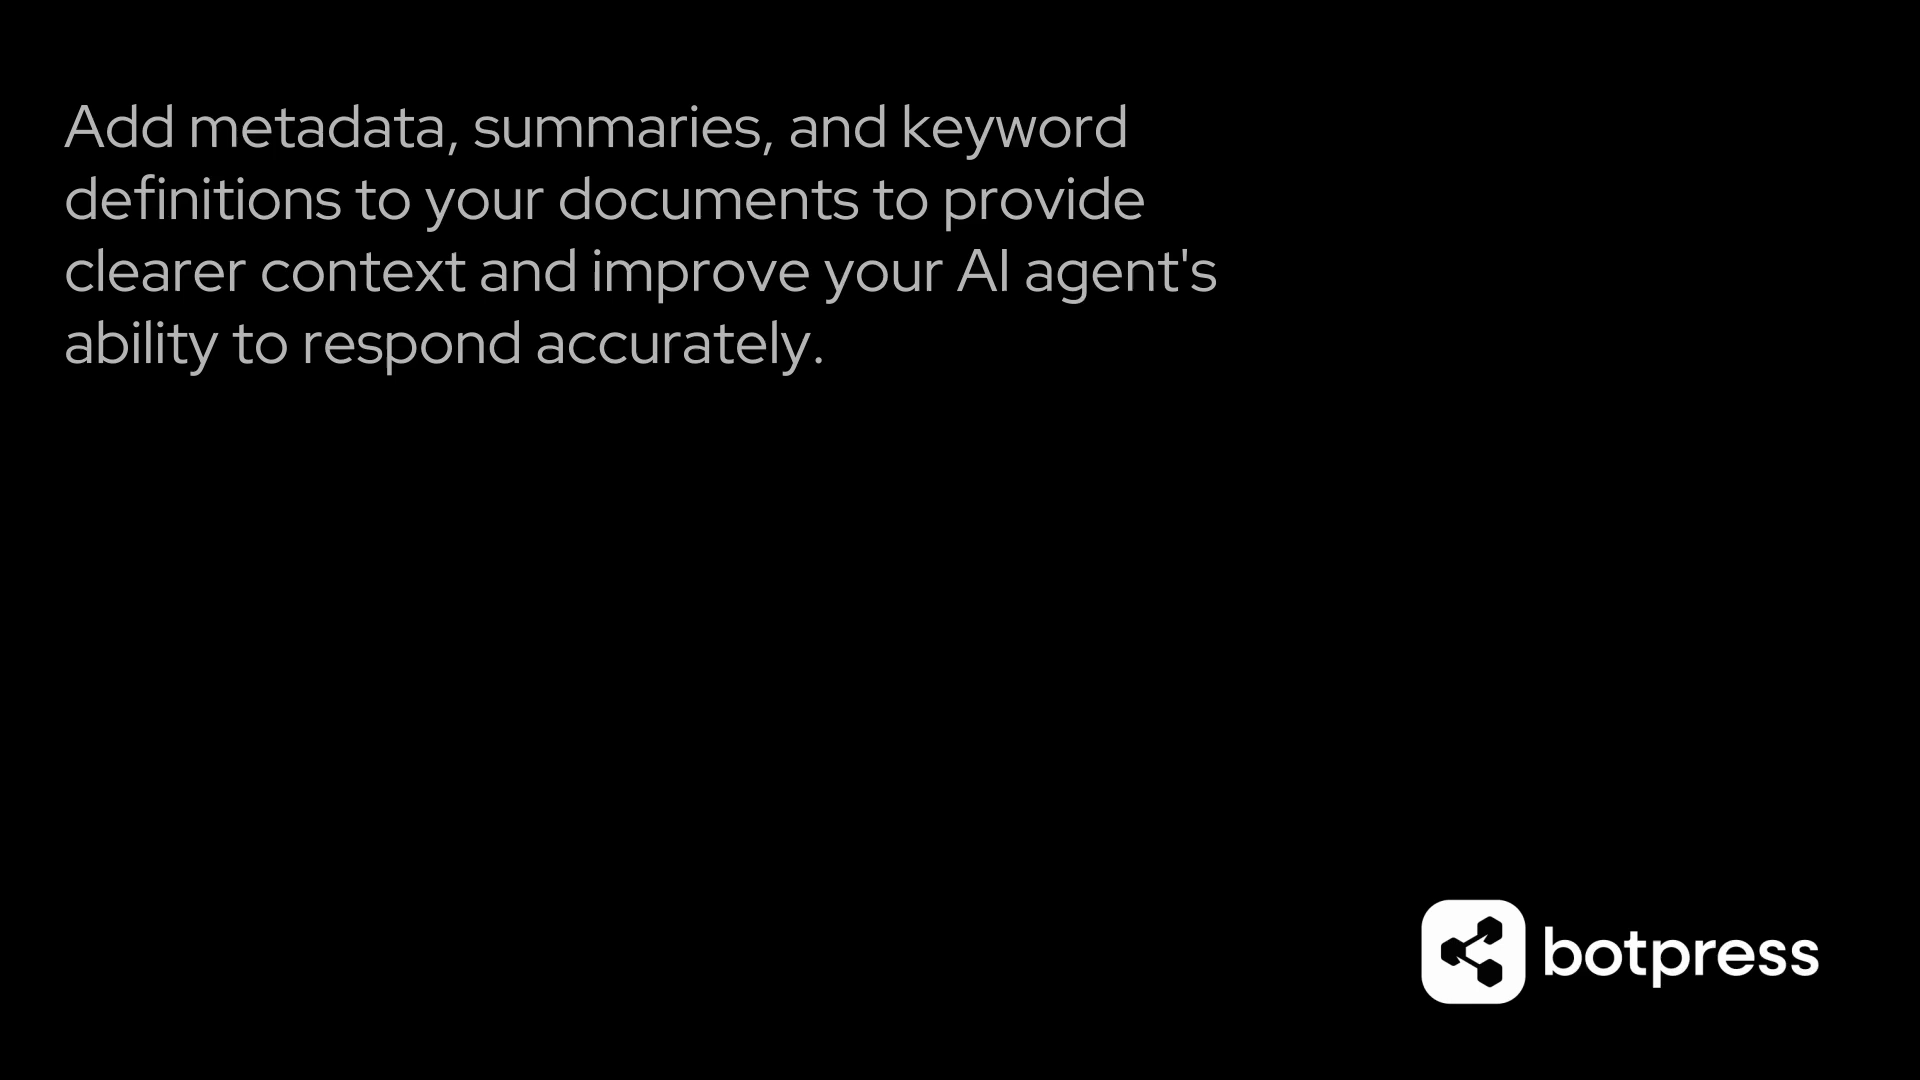 Add metadata, summaries, and keyword
definitions to your documents to provide
clearer context and improve your AI agent's
ability to respond accurately.
botpress